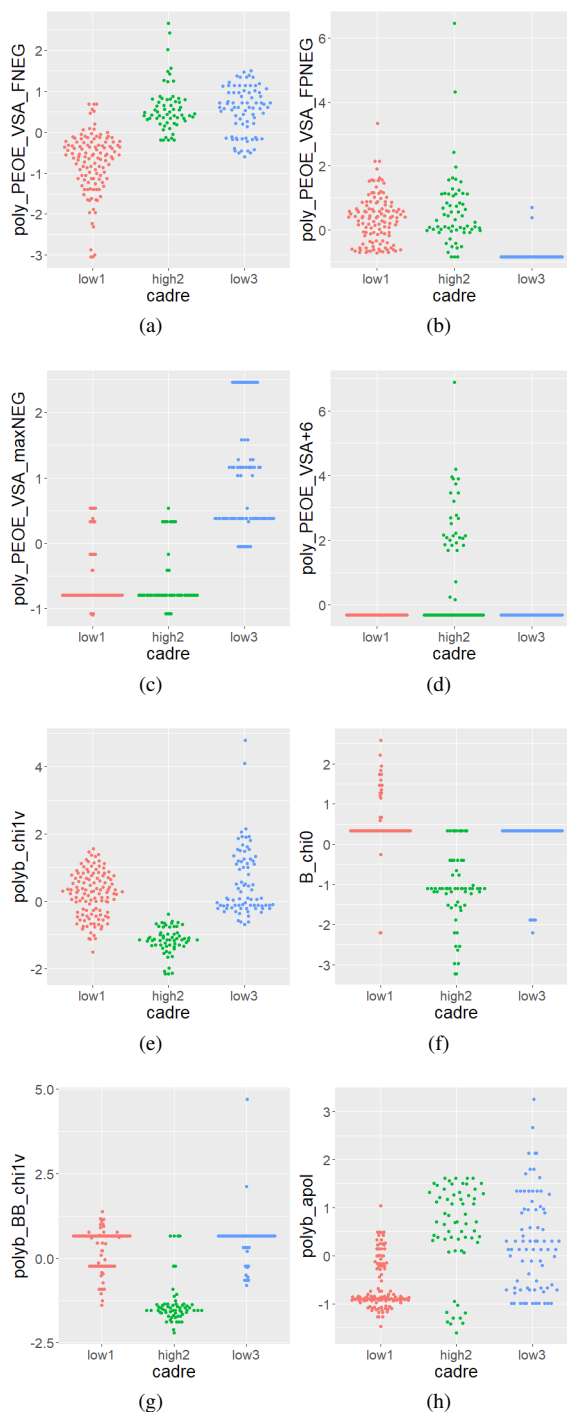 poly_PEOE_VSA_FNEG
2
1
0
-1
-2
-3
low1 high2 low3
cadre
(a)
poly_PEOE_VSA_FPNEG
6
4
2
0
low1 high2 low3
cadre
(b)
poly_PEOE_VSA_maxNEG
2
1
0
-1
low1 high2 low3
cadre
(c)
poly_PEOE_VSA+6
6
4
2
0
low1 high2 low3
cadre
(d)
polyb_chi1v
4
2
0
-2
low1 high2 low3
cadre
(e)
B_chi0
2
1
0
-1
-2
-3
low1 high2 low3
cadre
(f)
polyb_BB_chi1v
5.0
2.5
0.0
-2.5
low1 high2 low3
cadre
(g)
polyb_apol
3
2
1
0
-1
low1 high2 low3
cadre
(h)